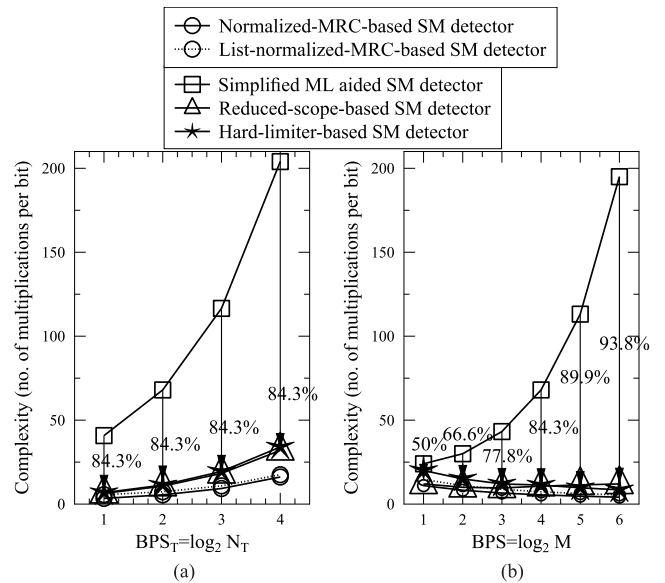 Normalized-MRC-based SM detector
List-normalized-MRC-based SM detector
Simplified ML aided SM detector
Reduced-scope-based SM detector
Hard-limiter-based SM detector
Complexity (no. of multiplications per bit)
200
150
100
50
0
84.3%
84.3%
84.3%
84.3%
1 2 3 4
BPS_T=log_2 N_T
(a)
Complexity (no. of multiplications per bit)
200
150
100
50
0
50%
66.6%
77.8%
84.3%
89.9%
93.8%
1 2 3 4 5 6
BPS=log_2 M
(b)